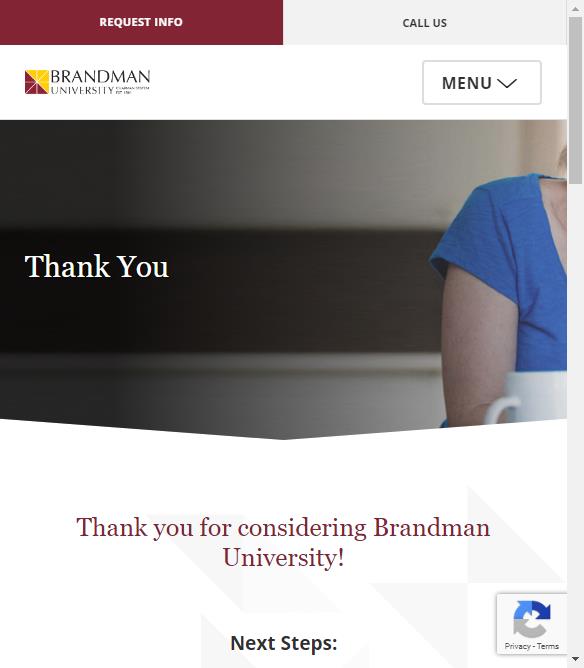 REQUEST INFO
CALL US
BRANDMAN
UNIVERSITY
MENU
Thank You
Thank you for considering Brandman
University!
Next Steps:
Privacy - Terms